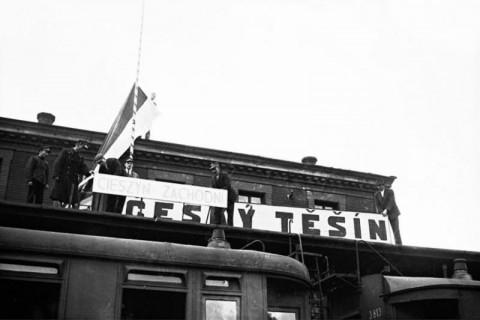 CIESZYN ZACHODNI
ČESKÝ TĚŠÍN